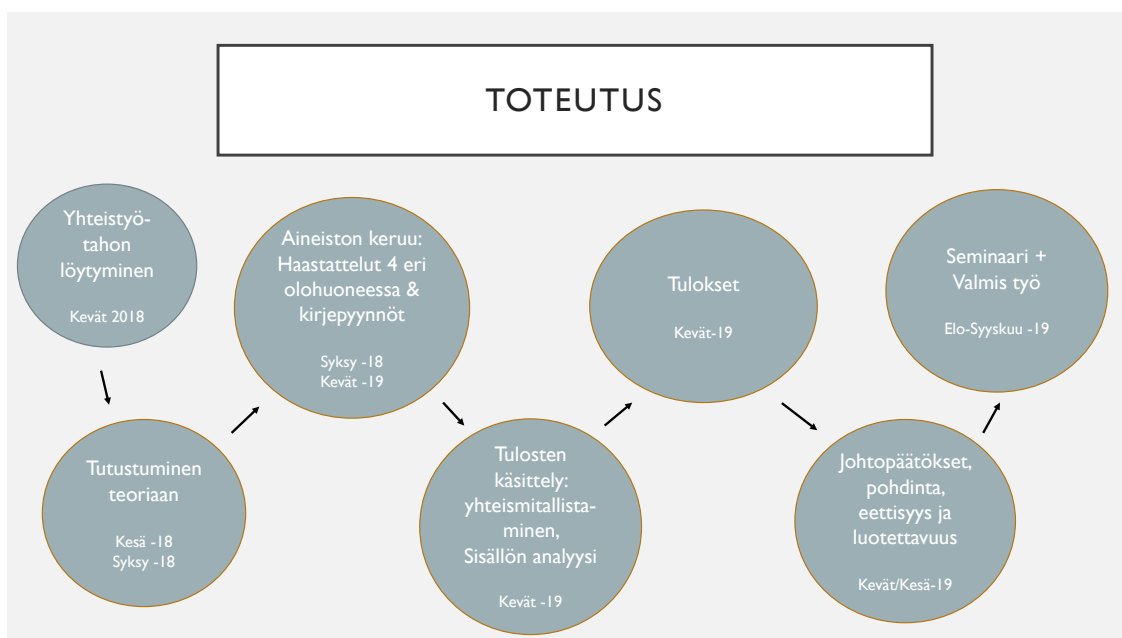 TOTEUTUS
Yhteistyö-
tahon
löytyminen
Kevät 2018
Tutustuminen
teoriaan
Kesä -18
Syksy -18
Aineiston keruu:
Haastattelut 4 eri
olohuoneessa &
kirjepyynnöt
Syksy -18
Kevät -19
Tulosten
käsittely:
yhteismitallista-
minen,
Sisällön analyysi
Kevät -19
Tulokset
Kevät-19
Johtopäätökset,
pohdinta,
eettisyys ja
luotettavuus
Kevät/Kesä-19
Seminaari +
Valmis työ
Elo-Syyskuu -19